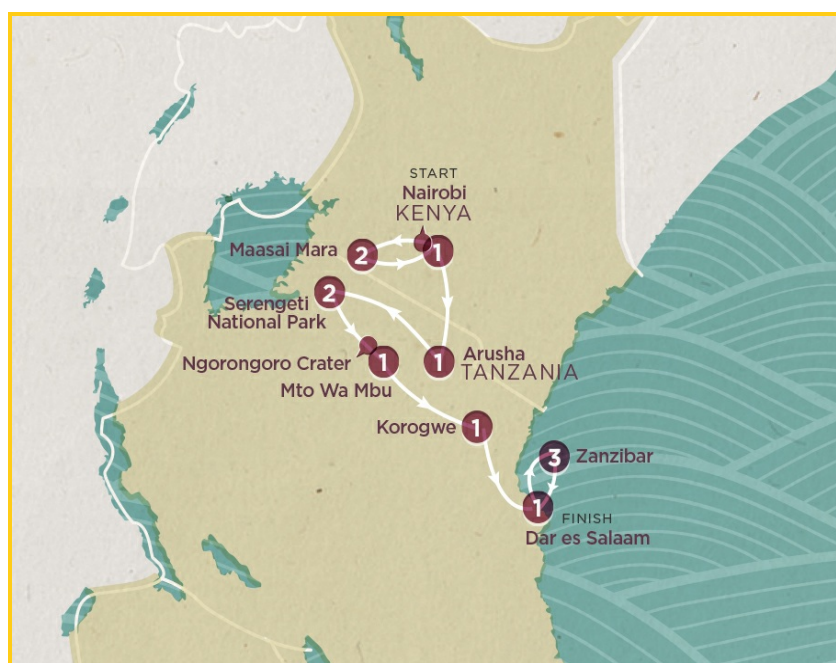 START
Nairobi
KENYA
Maasai Mara
2
1
Serengeti
National Park
2
Ngorongoro Crater
1
Mto Wa Mbu
1
Arusha
TANZANIA
Korogwe
1
3
Zanzibar
1
FINISH
Dar es Salaam